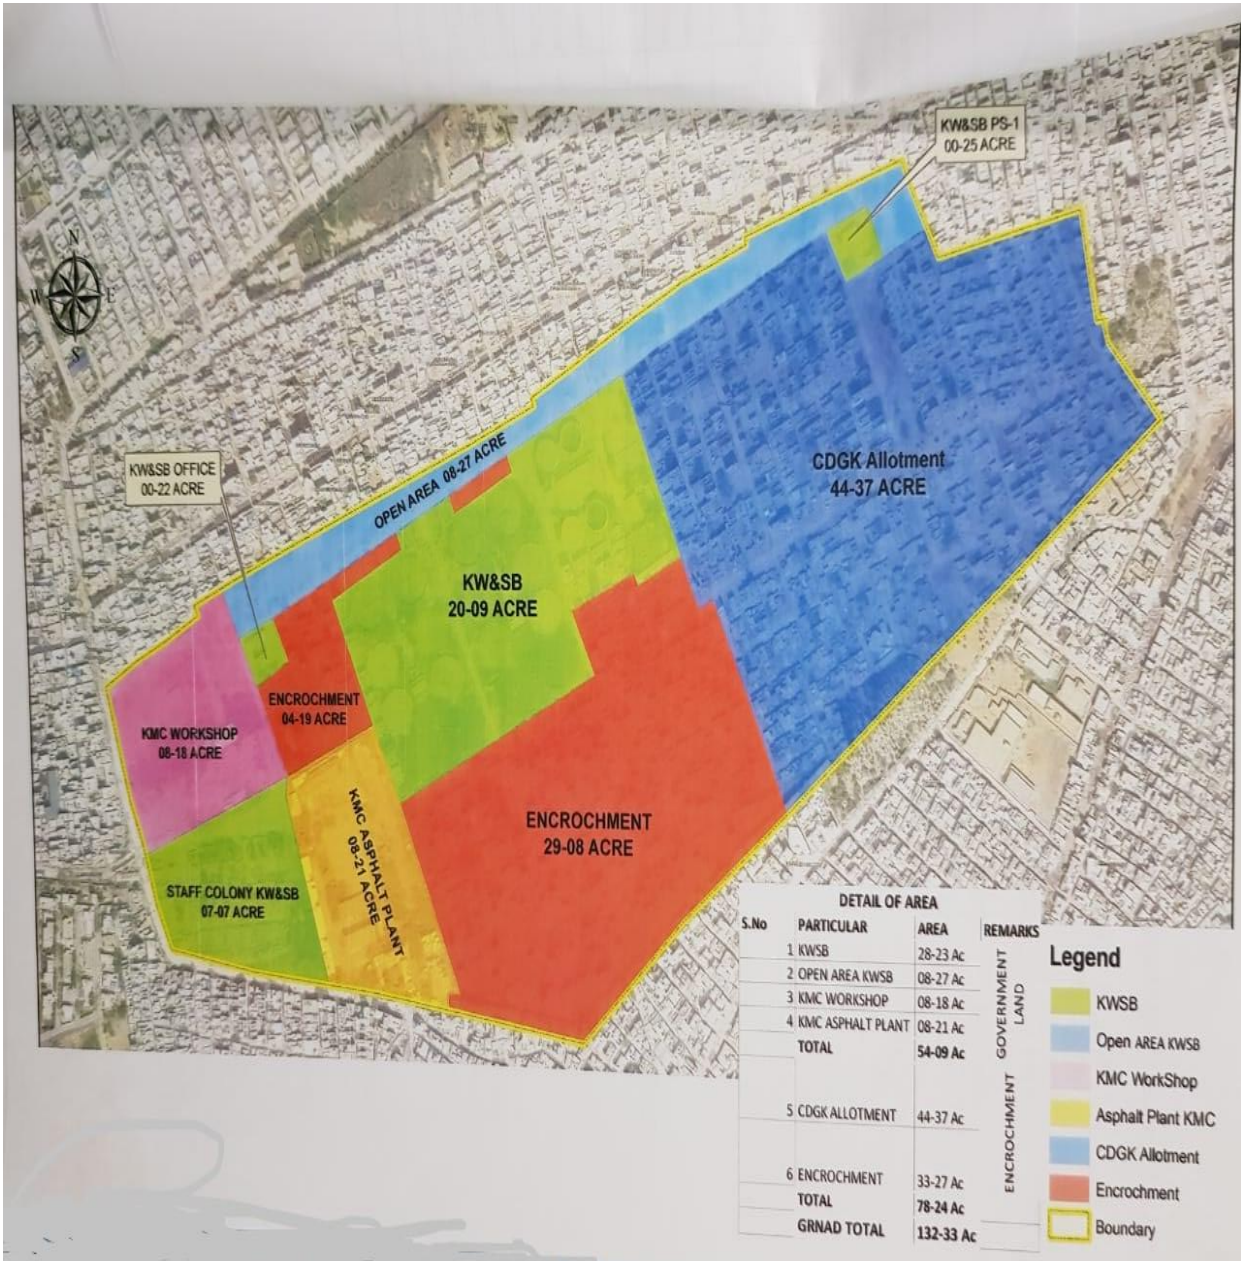 KW&SB PS-1
00-25 ACRE
N
W E
S
KW&SB OFFICE
00-22 ACRE
OPEN AREA 08-27 ACRE
CDGK Allotment
44-37 ACRE
KW&SB
20-09 ACRE
ENCROCHMENT
04-19 ACRE
KMC WORKSHOP
08-18 ACRE
KMC ASPHALT PLANT
08-21 ACRE
ENCROCHMENT
29-08 ACRE
STAFF COLONY KW&SB
07-07 ACRE
DETAIL OF AREA
S.No PARTICULAR AREA REMARKS
1 KWSB 28-23 Ac
2 OPEN AREA KWSB 08-27 Ac
3 KMC WORKSHOP 08-18 Ac
4 KMC ASPHALT PLANT 08-21 Ac
TOTAL 54-09 Ac
GOVERNMENT
LAND
5 CDGK ALLOTMENT 44-37 Ac
6 ENCROCHMENT 33-27 Ac
TOTAL 78-24 Ac
ENCROCHMENT
GRNAD TOTAL 132-33 Ac
Legend
KWSB
Open AREA KWSB
KMC WorkShop
Asphalt Plant KMC
CDGK Allotment
Encrochment
Boundary